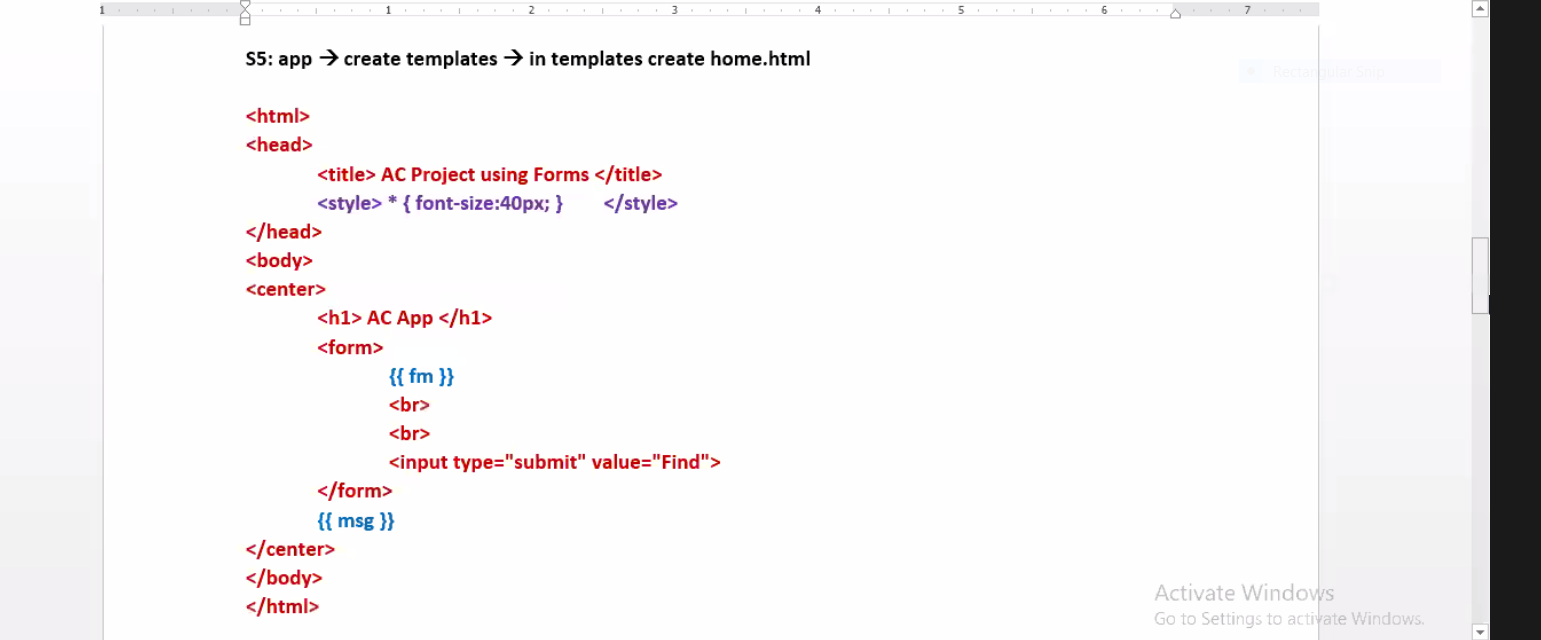 1 1 2 3 4 5 6 7
S5: app → create templates → in templates create home.html
Rectangular Snip
<html>
<head>
<title> AC Project using Forms </title>
<style> * { font-size:40px; } </style>
</head>
<body>
<center>
<h1> AC App </h1>
<form>
{{ fm }}
<br>
<br>
<input type="submit" value="Find">
</form>
{{ msg }}
</center>
</body>
</html>
Activate Windows
Go to Settings to activate Windows.